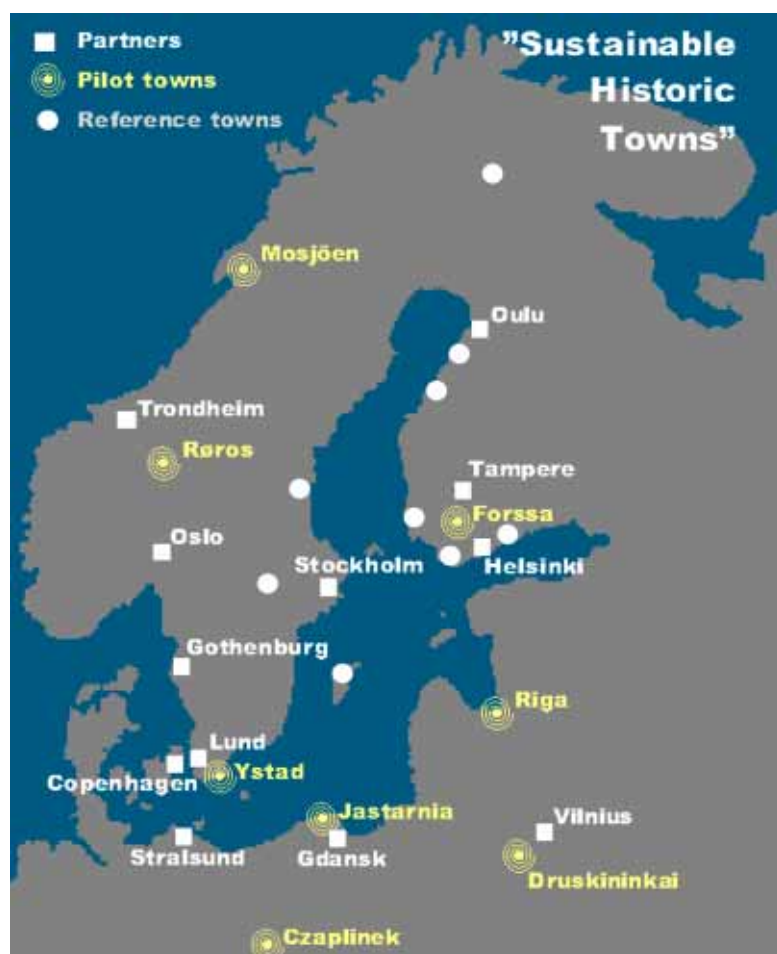 Partners
Pilot towns
Reference towns
"Sustainable
Historic
Towns"
Mosjöen
Oulu
Trondheim
Røros
Tampere
Forssa
Oslo
Stockholm
Helsinki
Gothenburg
Riga
Lund
Copenhagen
Ystad
Jastarnia
Vilnius
Stralsund
Gdansk
Druskininkai
Czaplinek